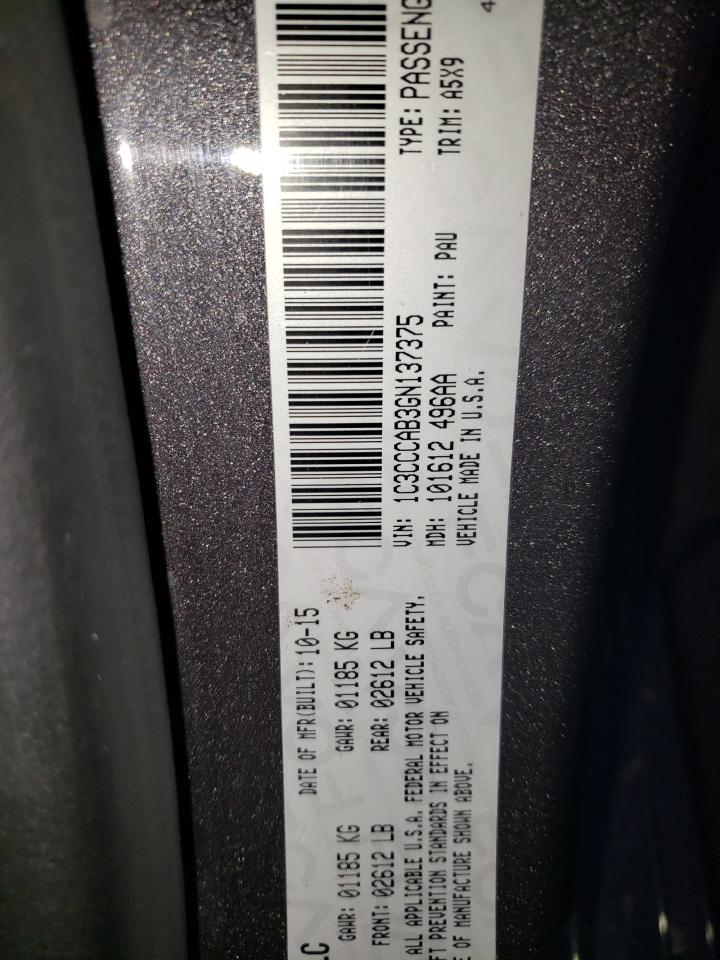 LC
DATE OF MFR(BUILT): 10-15
GAWR: 01185 KG GAWR: 01185 KG
FRONT: 02612 LB REAR: 02612 LB
ALL APPLICABLE U.S.A. FEDERAL MOTOR VEHICLE SAFETY,
FT PREVENTION STANDARDS IN EFFECT ON
E OF MANUFACTURE SHOWN ABOVE.
VIN: 1C3CCCAB3GN137375 TYPE: PASSENG
MDH: 101612 496AA PAINT: PAU TRIM: A5X9
VEHICLE MADE IN U.S.A.
4